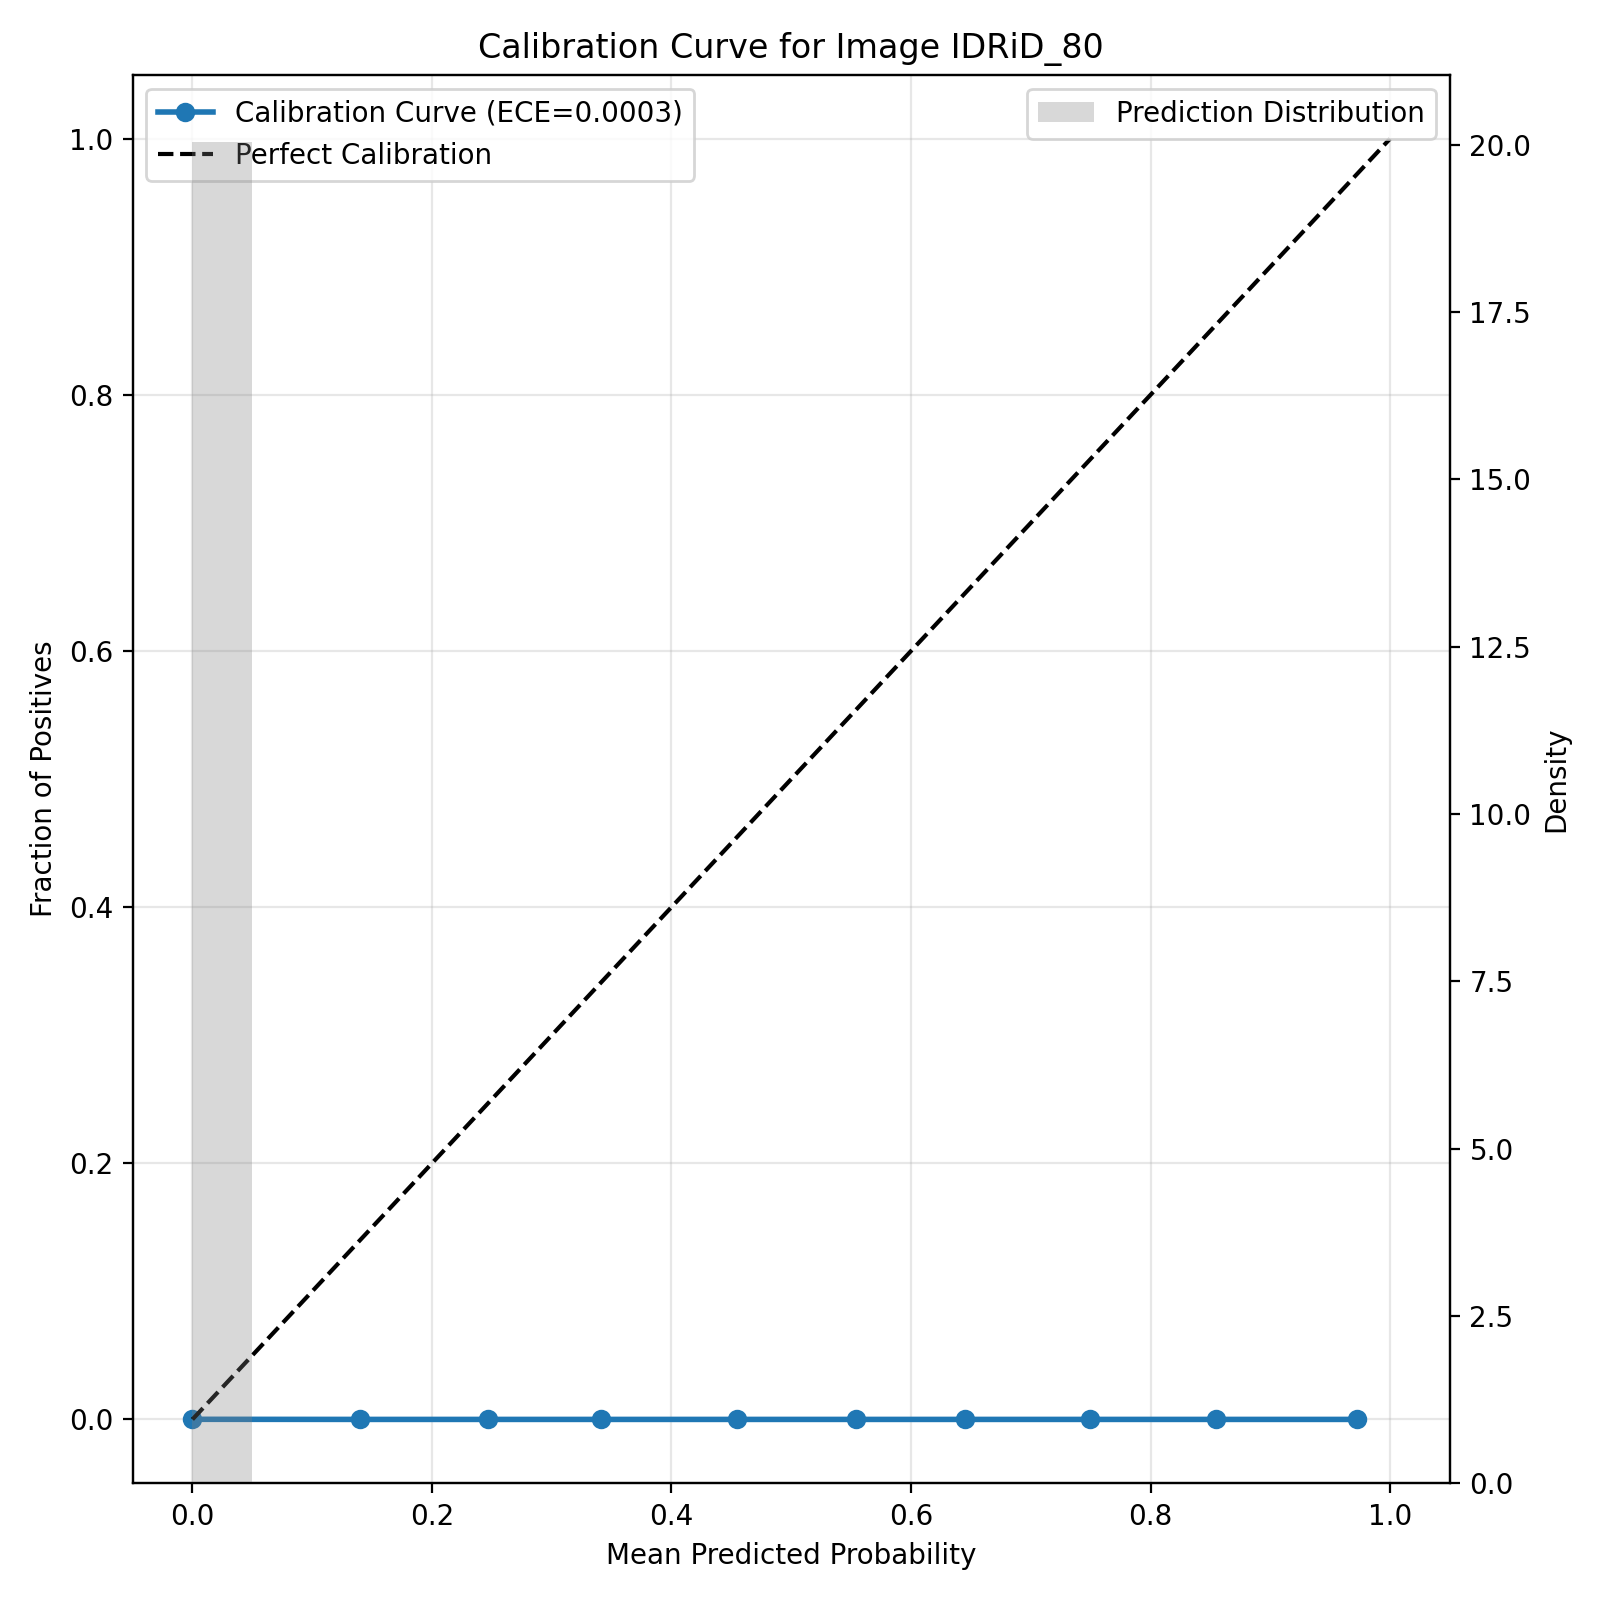 Calibration Curve for Image IDRiD_80
Calibration Curve (ECE=0.0003)
Perfect Calibration
Prediction Distribution
1.0
0.8
0.6
0.4
0.2
0.0
Fraction of Positives
20.0
17.5
15.0
12.5
10.0
7.5
5.0
2.5
0.0
Density
0.0 0.2 0.4 0.6 0.8 1.0
Mean Predicted Probability